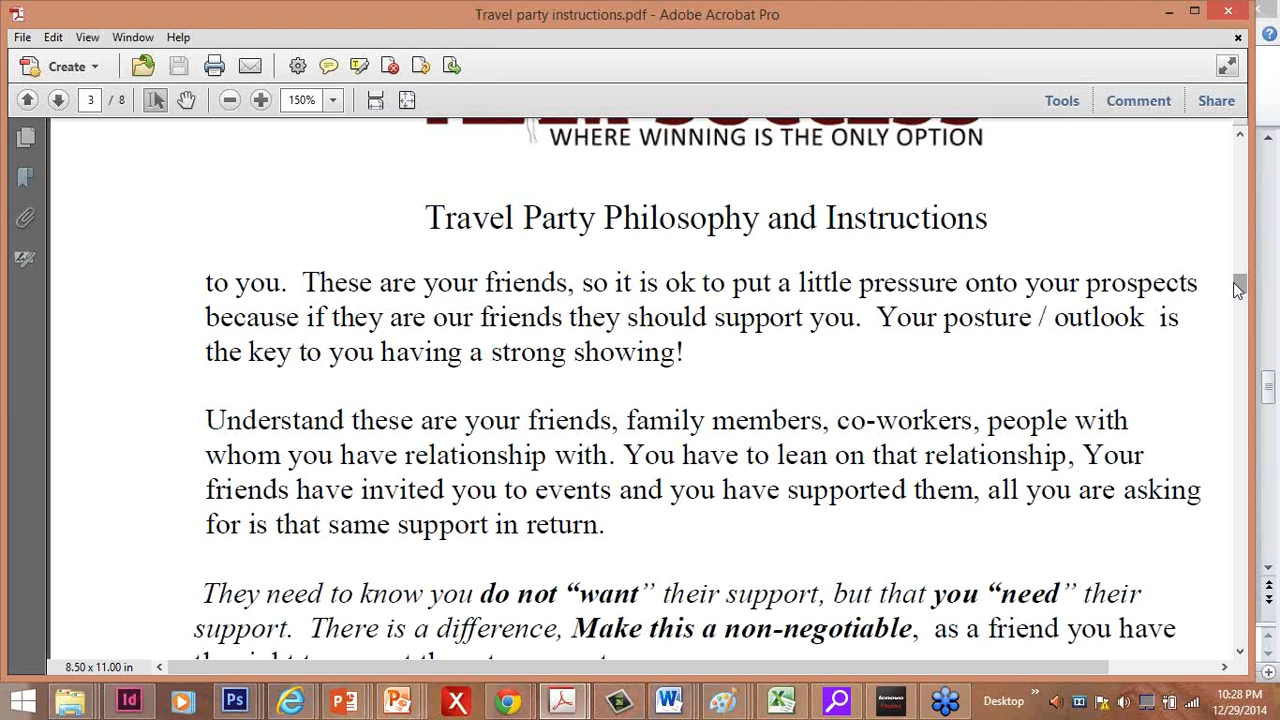 Travel party instructions.pdf - Adobe Acrobat Pro
File Edit View Window Help
Create
3 / 8 150% Tools Comment Share
WHERE WINNING IS THE ONLY OPTION
Travel Party Philosophy and Instructions
to you. These are your friends, so it is ok to put a little pressure onto your prospects
because if they are our friends they should support you. Your posture / outlook is
the key to you having a strong showing!
Understand these are your friends, family members, co-workers, people with
whom you have relationship with. You have to lean on that relationship, Your
friends have invited you to events and you have supported them, all you are asking
for is that same support in return.
They need to know you do not “want” their support, but that you “need” their
support. There is a difference, Make this a non-negotiable, as a friend you have
8.50 x 11.00 in
Desktop
10:28 PM
12/29/2014